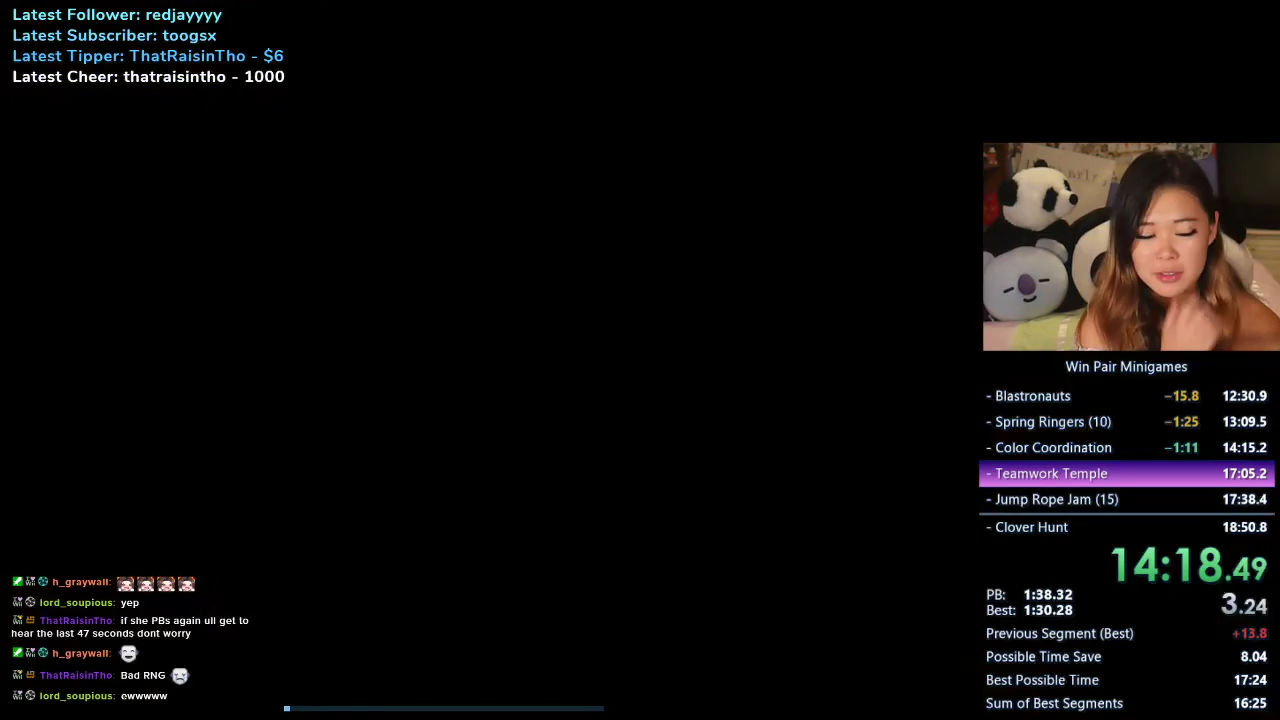 Latest Follower: redjayyyy
Latest Subscriber: toogsx
Latest Tipper: ThatRaisinTho - $6
Latest Cheer: thatraisintho - 1000
Win Pair Minigames
- Blastronauts −15.8 12:30.9
- Spring Ringers (10) −1:25 13:09.5
- Color Coordination −1:11 14:15.2
- Teamwork Temple 17:05.2
- Jump Rope Jam (15) 17:38.4
- Clover Hunt 18:50.8
14:18.49
PB: 1:38.32
Best: 1:30.28
3.24
Previous Segment (Best) +13.8
Possible Time Save 8.04
Best Possible Time 17:24
Sum of Best Segments 16:25
h_graywall:
lord_soupious: yep
ThatRaisinTho: if she PBs again ull get to
hear the last 47 seconds dont worry
h_graywall:
ThatRaisinTho: Bad RNG
lord_soupious: ewwwww